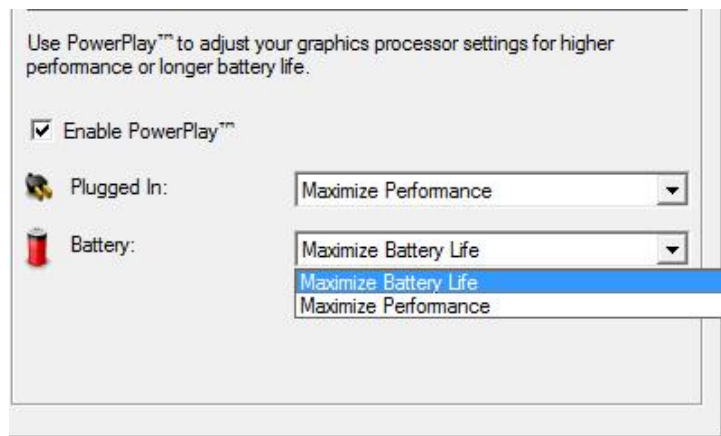 Use PowerPlay™ to adjust your graphics processor settings for higher
performance or longer battery life.
Enable PowerPlay™
Plugged In: Maximize Performance
Battery: Maximize Battery Life
Maximize Battery Life
Maximize Performance